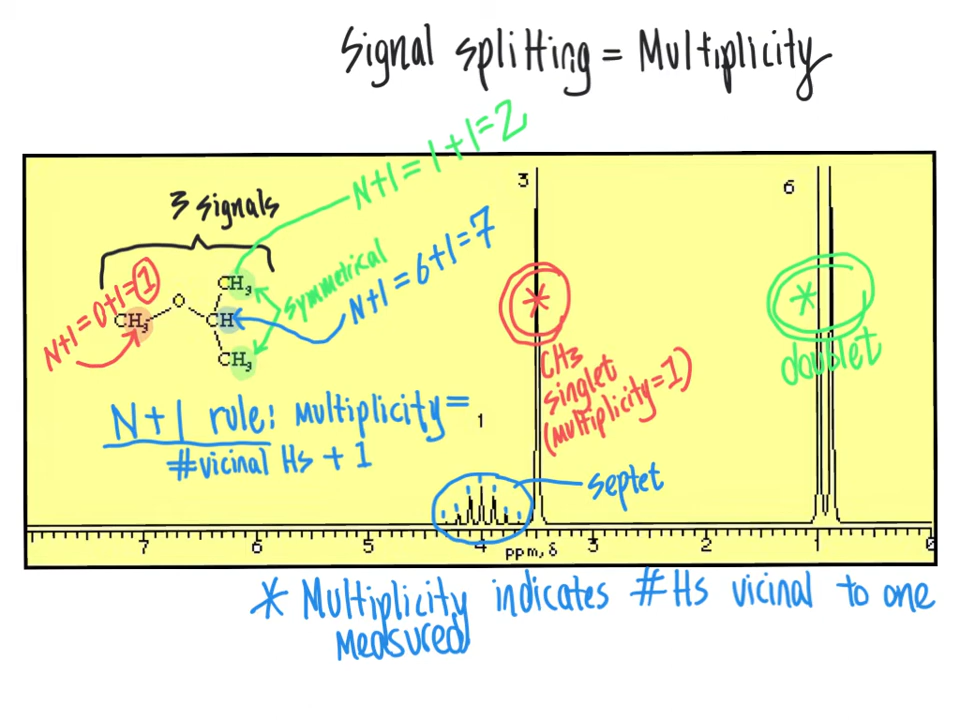 Signal splitting = Multiplicity
N+1 = 1+1=2
3
6
3 signals
N+1 = 6+1=7
symmetrical
N+1=0+1=1
CH₃
O
CH₃
CH
CH₃
doublet
CH3
singlet
(multiplicity=1)
N+1 rule: Multiplicity=
#vicinal Hs + 1
1
septet
7 6 5 4 3 2 1 0
ppm, δ
* Multiplicity indicates #Hs vicinal to one
measured